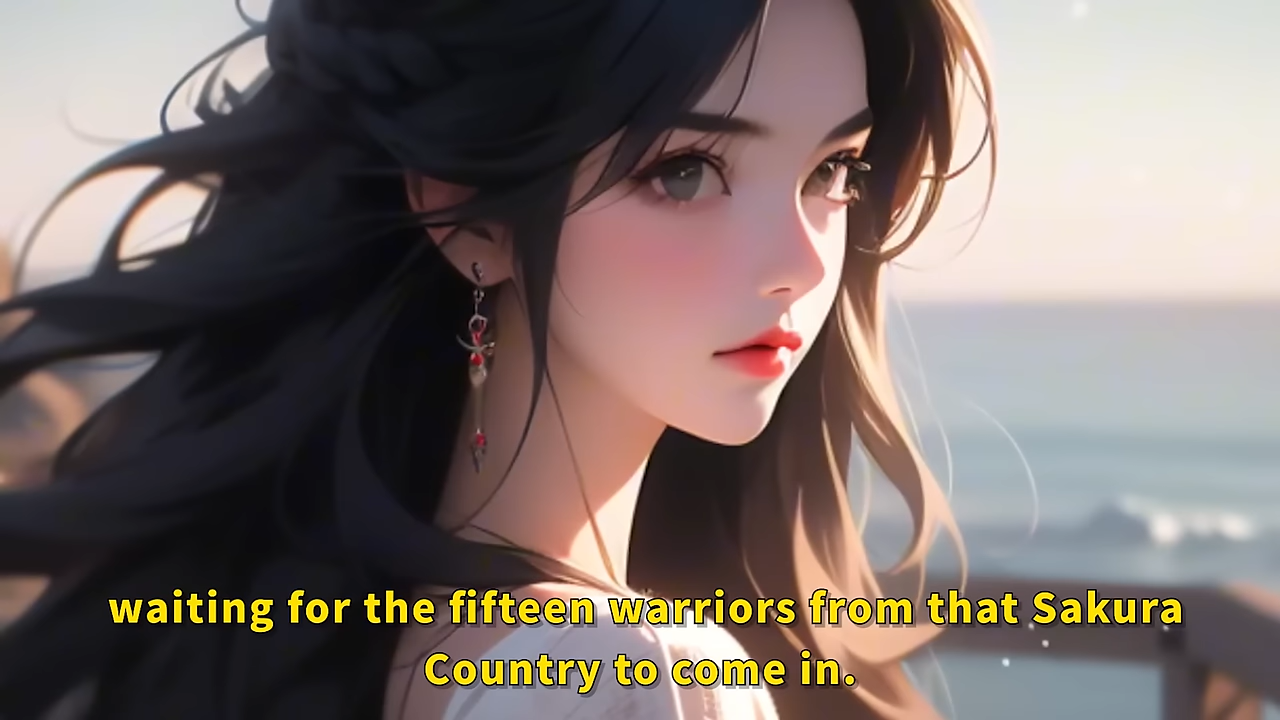 waiting for the fifteen warriors from that Sakura
Country to come in.